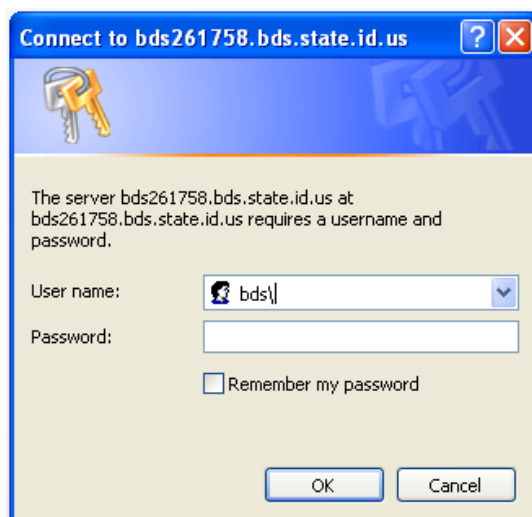 Connect to bds261758.bds.state.id.us
The server bds261758.bds.state.id.us at
bds261758.bds.state.id.us requires a username and
password.
User name:
bds\
Password:
Remember my password
OK
Cancel